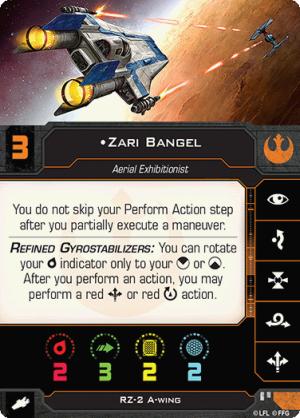 3
•Zari Bangel
Aerial Exhibitionist
You do not skip your Perform Action step
after you partially execute a maneuver.
Refined Gyrostabilizers: You can rotate
your indicator only to your or .
After you perform an action, you may
perform a red or red action.
2 3 2 2
RZ-2 A-wing
©LFL ©FFG